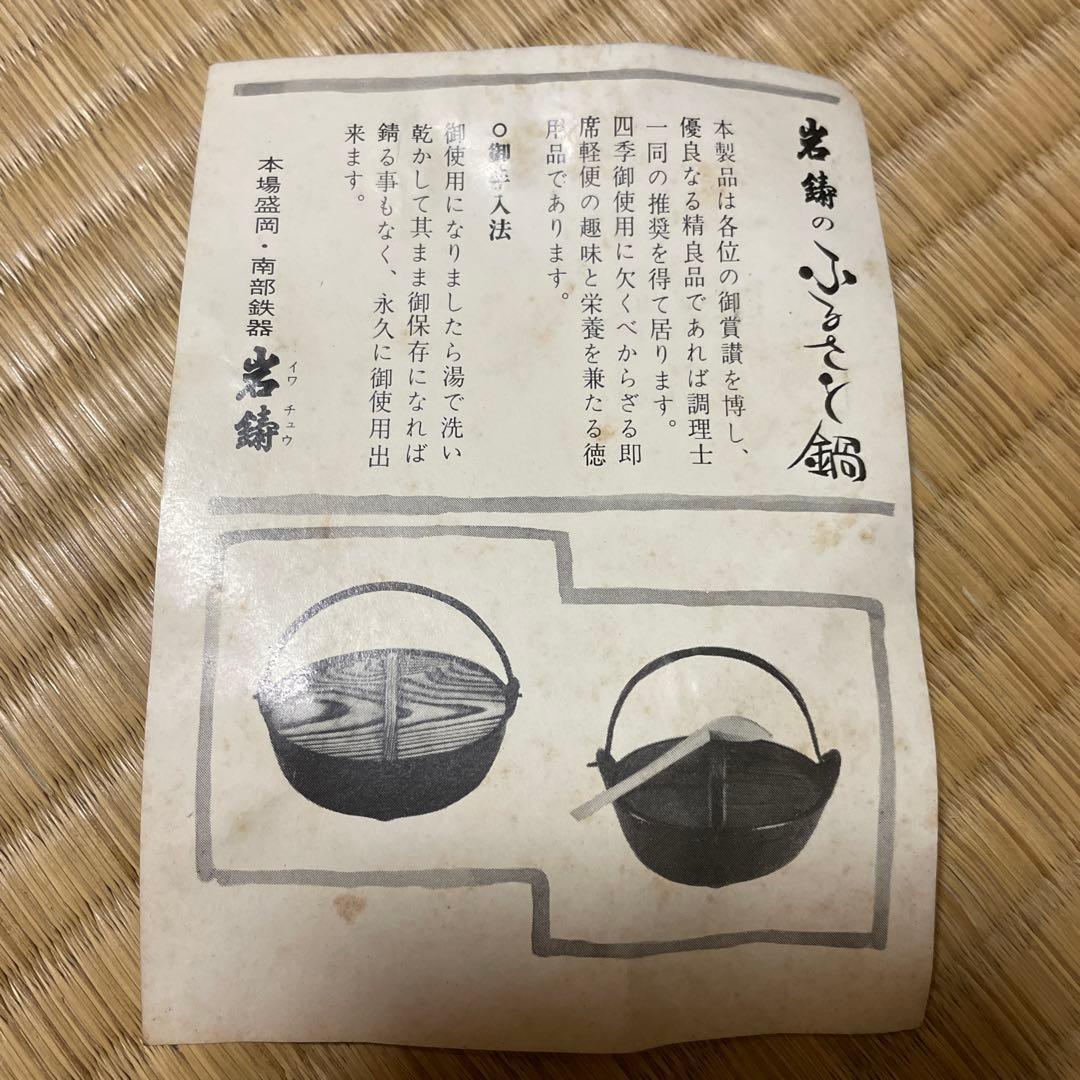 岩鋳のふるさと鍋
本製品は各位の御賞讃を博し、
優良なる精良品であれば調理士
一同の推奨を得て居ります。
四季御使用に欠くべからざる即
席軽便の趣味と栄養を兼たる徳
用品であります。
○御手入法
御使用になりましたら湯で洗い
乾かして其まま御保存になれば
錆る事もなく、永久に御使用出
来ます。
本場盛岡・南部鉄器
岩鋳
イワチュウ